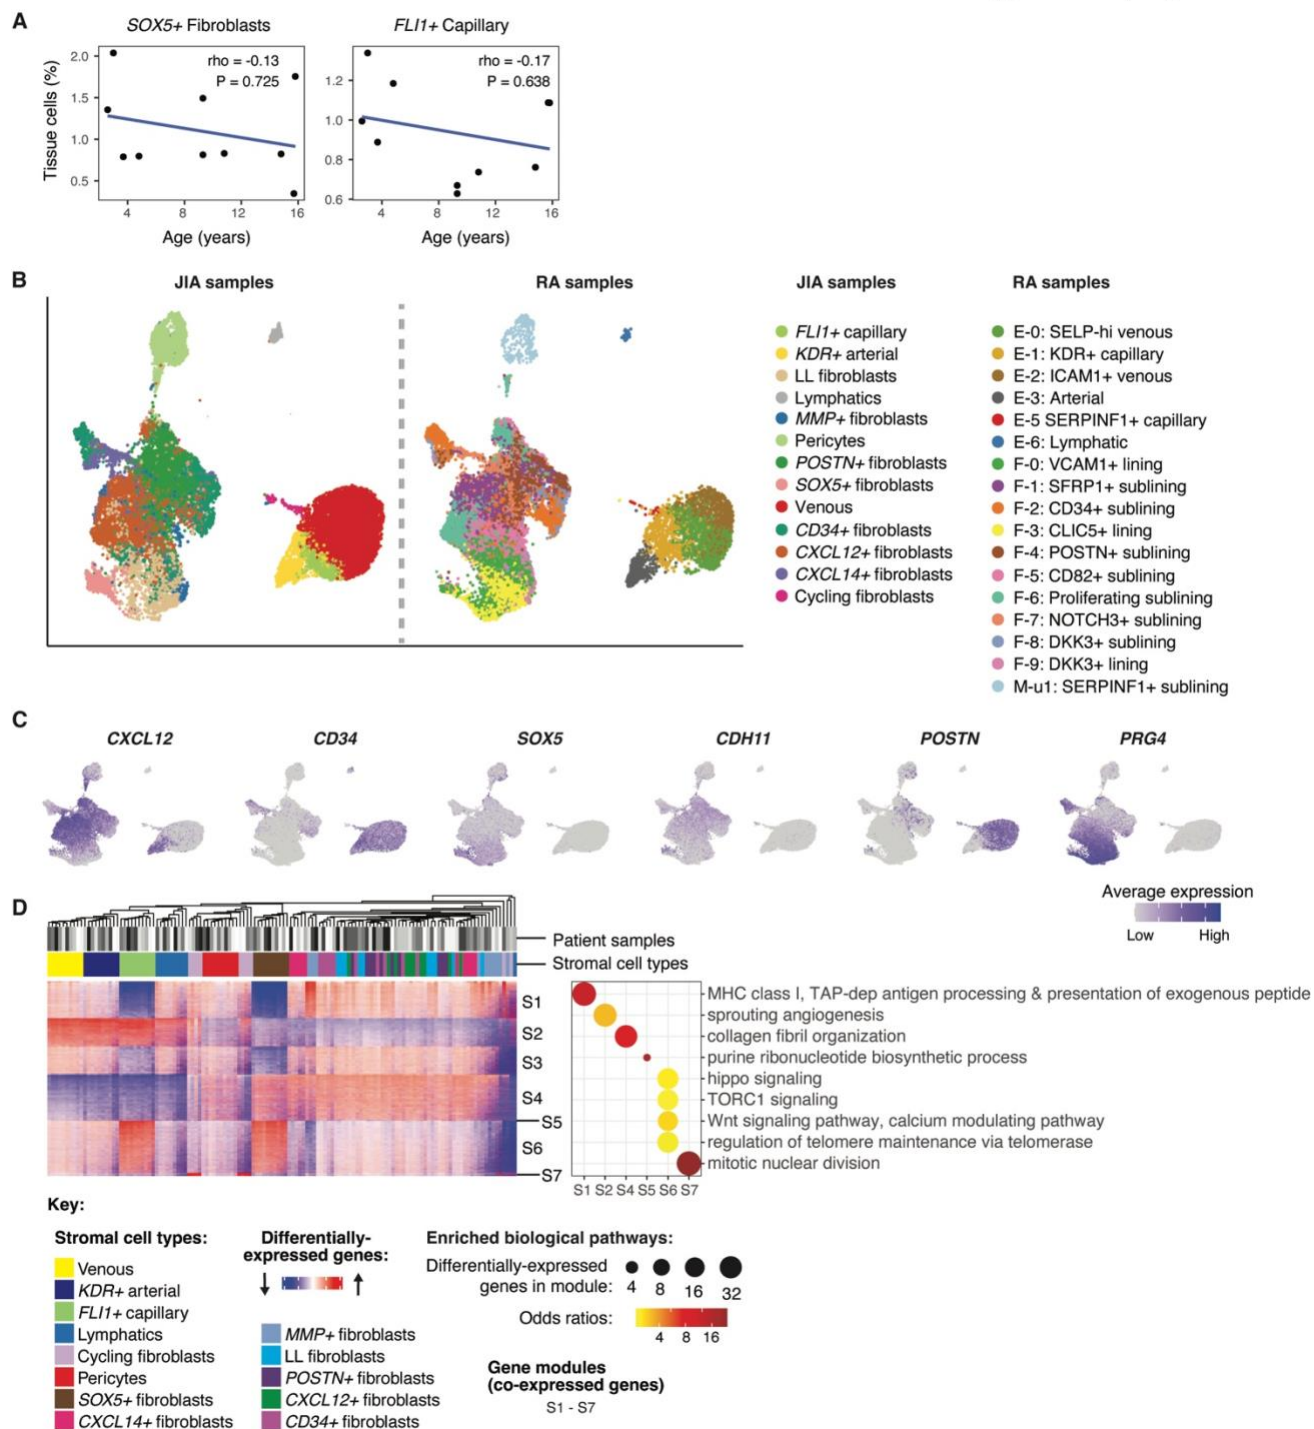 A
SOX5+ Fibroblasts
FLI1+ Capillary
Tissue cells (%)
2.0
1.5
1.0
0.5
rho = -0.13
P = 0.725
4 8 12 16
Age (years)
1.2
1.0
0.8
0.6
rho = -0.17
P = 0.638
4 8 12 16
Age (years)
B
JIA samples
RA samples
JIA samples
FLI1+ capillary
KDR+ arterial
LL fibroblasts
Lymphatics
MMP+ fibroblasts
Pericytes
POSTN+ fibroblasts
SOX5+ fibroblasts
Venous
CD34+ fibroblasts
CXCL12+ fibroblasts
CXCL14+ fibroblasts
Cycling fibroblasts
RA samples
E-0: SELP-hi venous
E-1: KDR+ capillary
E-2: ICAM1+ venous
E-3: Arterial
E-5 SERPINF1+ capillary
E-6: Lymphatic
F-0: VCAM1+ lining
F-1: SFRP1+ sublining
F-2: CD34+ sublining
F-3: CLIC5+ lining
F-4: POSTN+ sublining
F-5: CD82+ sublining
F-6: Proliferating sublining
F-7: NOTCH3+ sublining
F-8: DKK3+ sublining
F-9: DKK3+ lining
M-u1: SERPINF1+ sublining
C
CXCL12
CD34
SOX5
CDH11
POSTN
PRG4
Average expression
Low High
D
Patient samples
Stromal cell types
S1
S2
S3
S4
S5
S6
S7
MHC class I, TAP-dep antigen processing & presentation of exogenous peptide
sprouting angiogenesis
collagen fibril organization
purine ribonucleotide biosynthetic process
hippo signaling
TORC1 signaling
Wnt signaling pathway, calcium modulating pathway
regulation of telomere maintenance via telomerase
mitotic nuclear division
S1 S2 S4 S5 S6 S7
Key:
Stromal cell types:
Venous
KDR+ arterial
FLI1+ capillary
Lymphatics
Cycling fibroblasts
Pericytes
SOX5+ fibroblasts
CXCL14+ fibroblasts
Differentially-
expressed genes:
MMP+ fibroblasts
LL fibroblasts
POSTN+ fibroblasts
CXCL12+ fibroblasts
CD34+ fibroblasts
Enriched biological pathways:
Differentially-expressed
genes in module:
4 8 16 32
Odds ratios:
4 8 16
Gene modules
(co-expressed genes)
S1 - S7